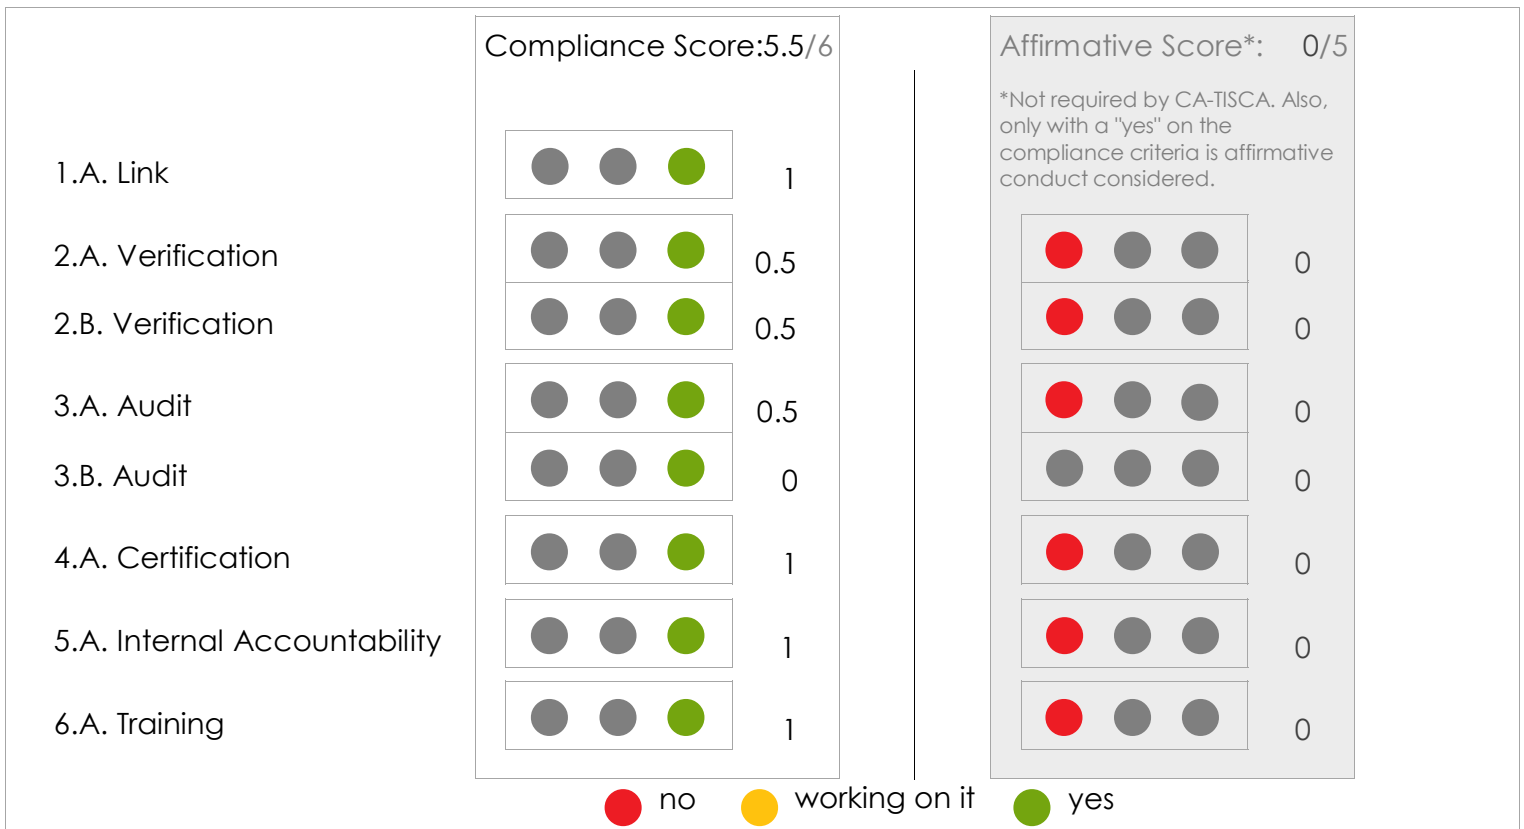 Compliance Score:5.5/6
Affirmative Score*: 0/5
*Not required by CA-TISCA. Also,
only with a "yes" on the
compliance criteria is affirmative
conduct considered.
1.A. Link 1
2.A. Verification 0.5 0
2.B. Verification 0.5 0
3.A. Audit 0.5 0
3.B. Audit 0 0
4.A. Certification 1 0
5.A. Internal Accountability 1 0
6.A. Training 1 0
no working on it yes